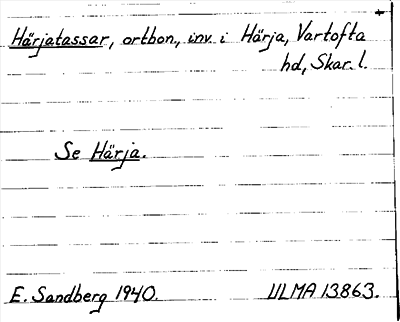 Härjatassar, ortbon., inv. i Härja, Vartofta
hd, Skar. l.
Se Härja.
E. Sandberg 1940. ULMA 13863.